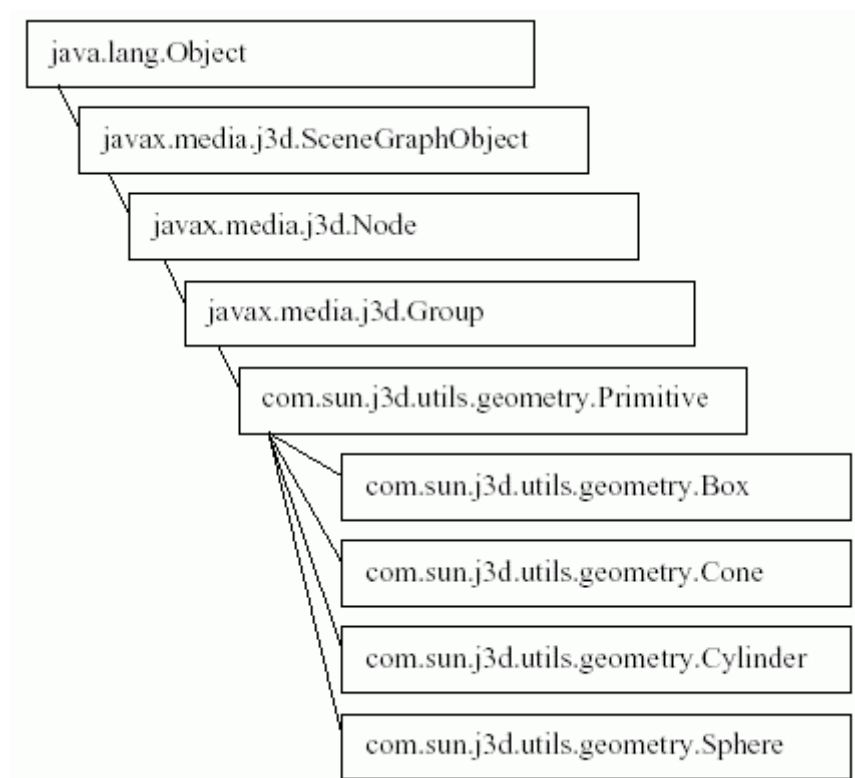 java.lang.Object
javax.media.j3d.SceneGraphObject
javax.media.j3d.Node
javax.media.j3d.Group
com.sun.j3d.utils.geometry.Primitive
com.sun.j3d.utils.geometry.Box
com.sun.j3d.utils.geometry.Cone
com.sun.j3d.utils.geometry.Cylinder
com.sun.j3d.utils.geometry.Sphere